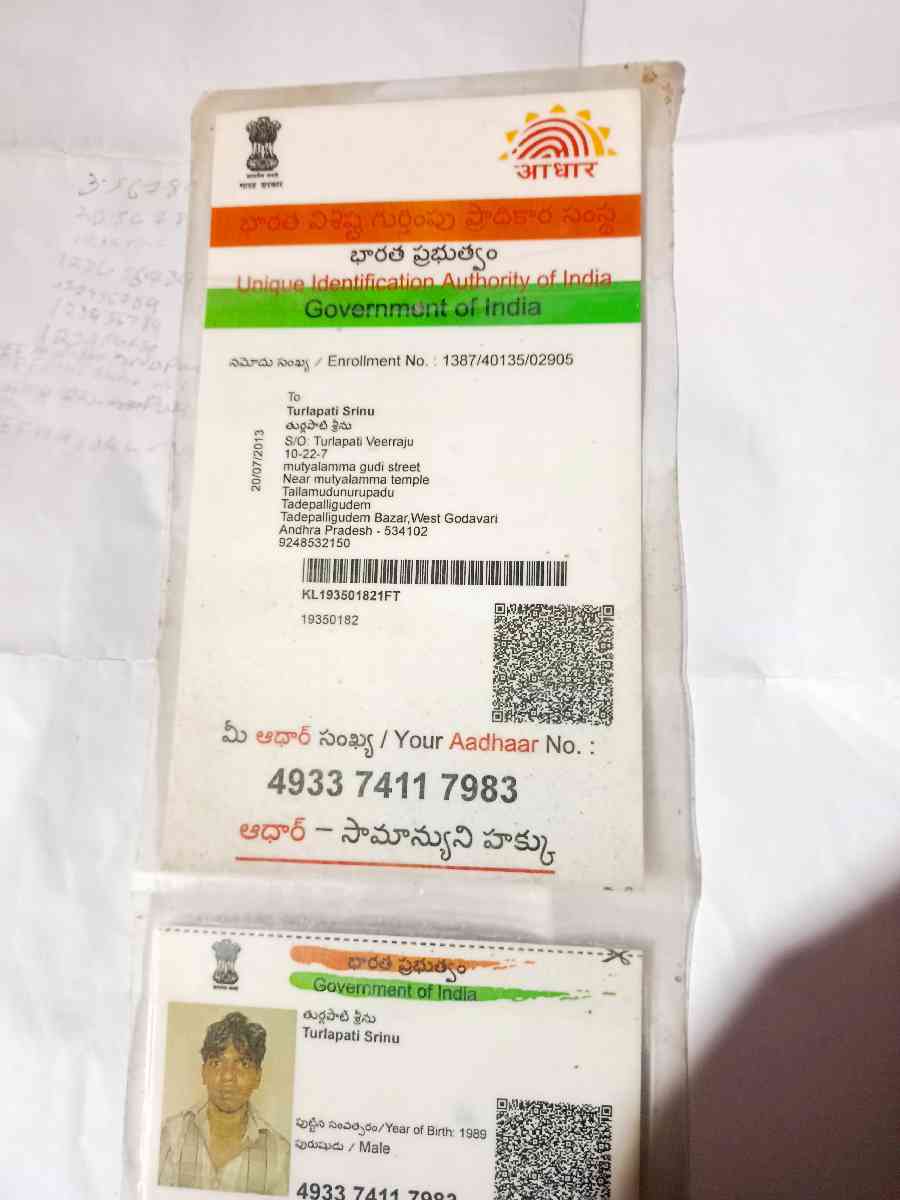 भारत सरकार
आधार
భారత విశిష్ట గుర్తింపు ప్రాధికార సంస్థ
భారత ప్రభుత్వం
Unique Identification Authority of India
Government of India
నమోదు సంఖ్య / Enrollment No. : 1387/40135/02905
To
Turlapati Srinu
తుర్లపాటి శ్రీను
S/O: Turlapati Veerraju
10-22-7
mutyalamma gudi street
Near mutyalamma temple
Tallamudunurupadu
Tadepalligudem
Tadepalligudem Bazar,West Godavari
Andhra Pradesh - 534102
9248532150
20/07/2013
KL193501821FT
19350182
మీ ఆధార్ సంఖ్య / Your Aadhaar No. :
4933 7411 7983
ఆధార్ – సామాన్యుని హక్కు
భారత ప్రభుత్వం
Government of India
తుర్లపాటి శ్రీను
Turlapati Srinu
పుట్టిన సంవత్సరం/Year of Birth: 1989
పురుషుడు / Male
4933 7411 7983